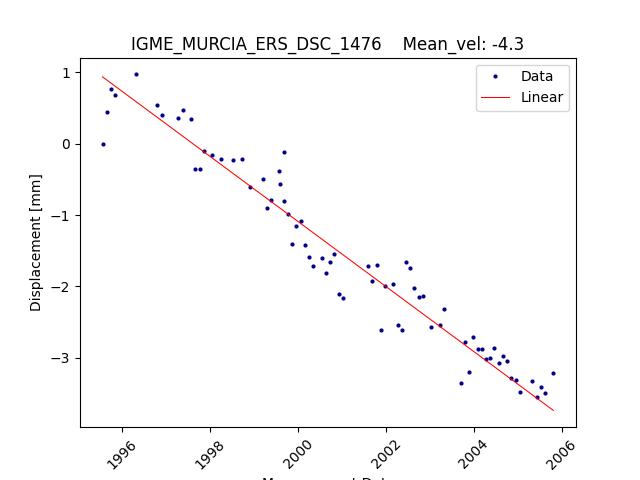 IGME_MURCIA_ERS_DSC_1476    Mean_vel: -4.3
Data
Linear
Displacement [mm]
1
0
−1
−2
−3
1996
1998
2000
2002
2004
2006